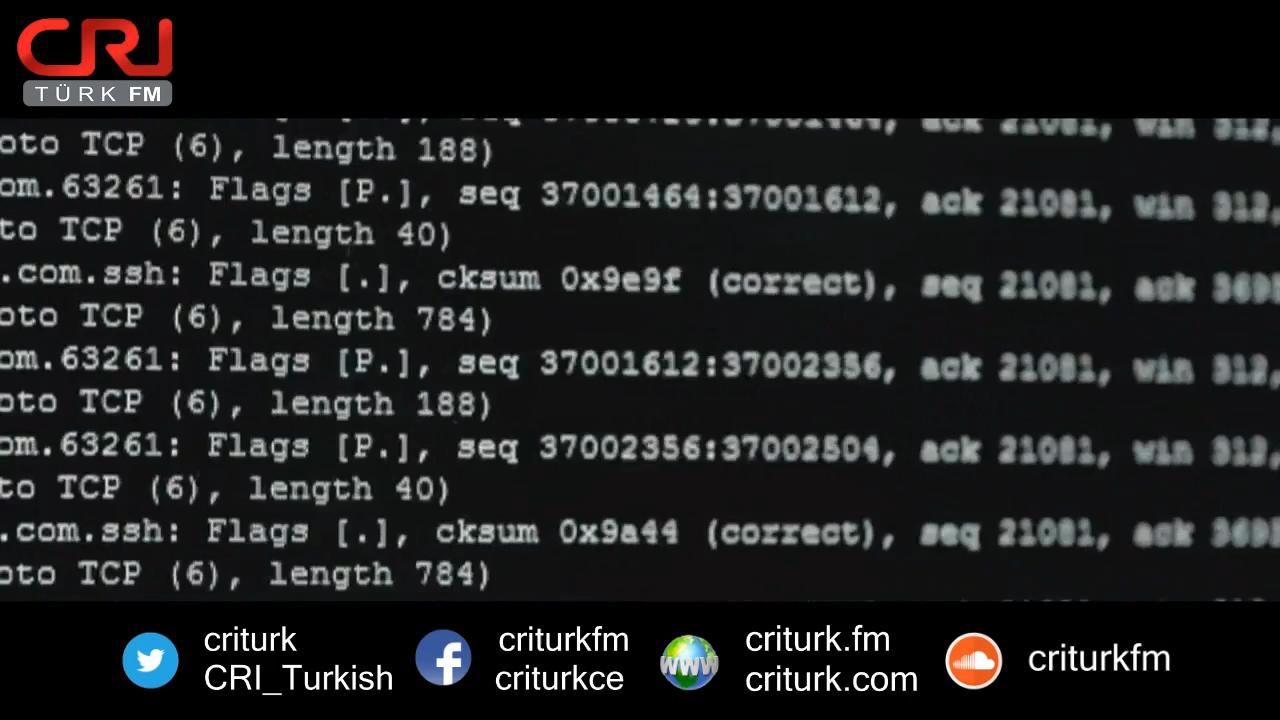 CRI
TÜRK FM
oto TCP (6), length 188)
om.63261: Flags [P.], seq 37001464:37001612, ack 21081, win 312,
to TCP (6), length 40)
.com.ssh: Flags [.], cksum 0x9e9f (correct), seq 21081, ack
oto TCP (6), length 784)
om.63261: Flags [P.], seq 37001612:37002356, ack 21081, win 312,
oto TCP (6), length 188)
om.63261: Flags [P.], seq 37002356:37002504, ack 21081, win 312,
to TCP (6), length 40)
.com.ssh: Flags [.], cksum 0x9a44 (correct), seq 21081, ack
oto TCP (6), length 784)
criturk
CRI_Turkish
criturkfm
criturkce
WWW
criturk.fm
criturk.com
criturkfm